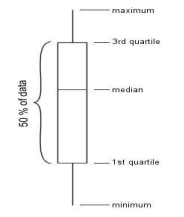 maximum
3rd quartile
50 % of data
median
1st quartile
minimum